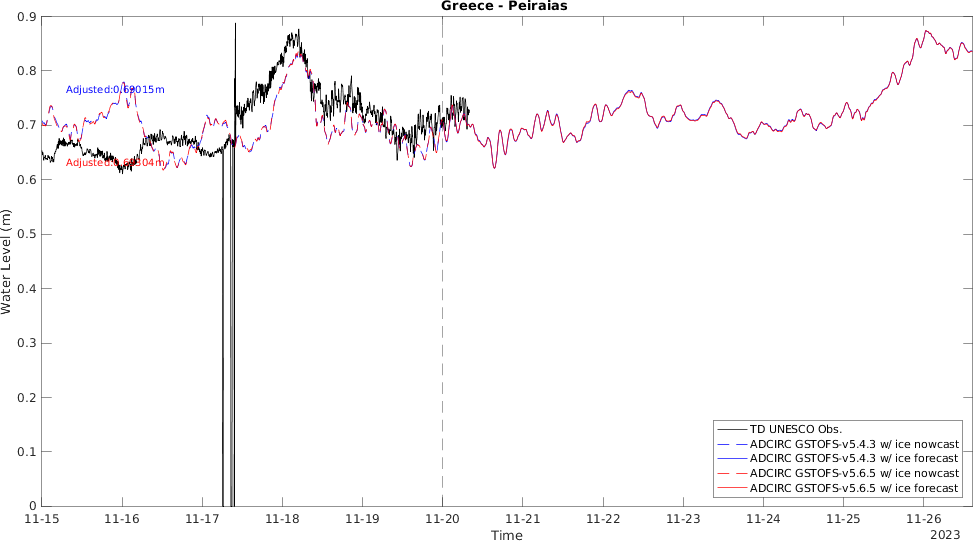 Greece - Peiraias
0.9
0.8
0.7
0.6
0.5
0.4
0.3
0.2
0.1
0
Water Level (m)
Adjusted:0.69015m
TD UNESCO Obs.
ADCIRC GSTOFS-v5.4.3 w/ ice nowcast
ADCIRC GSTOFS-v5.4.3 w/ ice forecast
ADCIRC GSTOFS-v5.6.5 w/ ice nowcast
ADCIRC GSTOFS-v5.6.5 w/ ice forecast
11-15 11-16 11-17 11-18 11-19 11-20 11-21 11-22 11-23 11-24 11-25 11-26
2023
Time